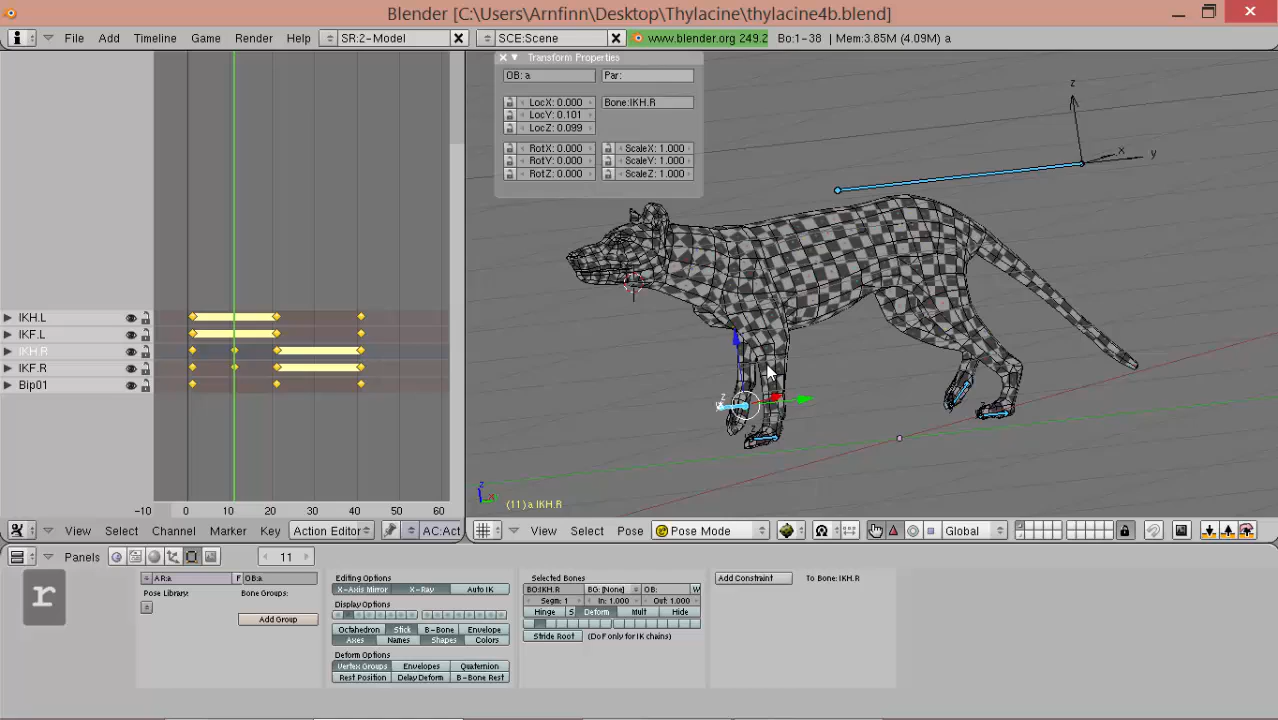 Blender [C:\Users\Arnfinn\Desktop\Thylacine\thylacine4b.blend]
File Add Timeline Game Render Help SR:2-Model SCE:Scene www.blender.org 249.2 Bo:1-38 | Mem:3.85M (4.09M) a
Transform Properties
OB: a Par:
LocX: 0.000 Bone:IKH.R
LocY: 0.101
LocZ: 0.099
RotX: 0.000 ScaleX: 1.000
RotY: 0.000 ScaleY: 1.000
RotZ: 0.000 ScaleZ: 1.000
z
x
y
IKH.L
IKF.L
IKH.R
IKF.R
Bip01
z
z
z
x
(11) a IKH.R
-10 0 10 20 30 40 50 60
View Select Channel Marker Key Action Editor AC:Act
View Select Pose Pose Mode Global
Panels 11
r
AR:a F OB:a
Pose Library: Bone Groups:
Add Group
Editing Options
X-Axis Mirror X-Ray Auto IK
Display Options
Octahedron Stick B-Bone Envelope
Axes Names Shapes Colors
Deform Options
Vertex Groups Envelopes Quaternion
Rest Position Delay Deform B-Bone Rest
Selected Bones
BO:IKH.R BG: [None] OB: W
Segm: 1 In: 1.000 Out: 1.000
Hinge S Deform Mult Hide
Stride Root (DoF only for IK chains)
Add Constraint To Bone: IKH.R